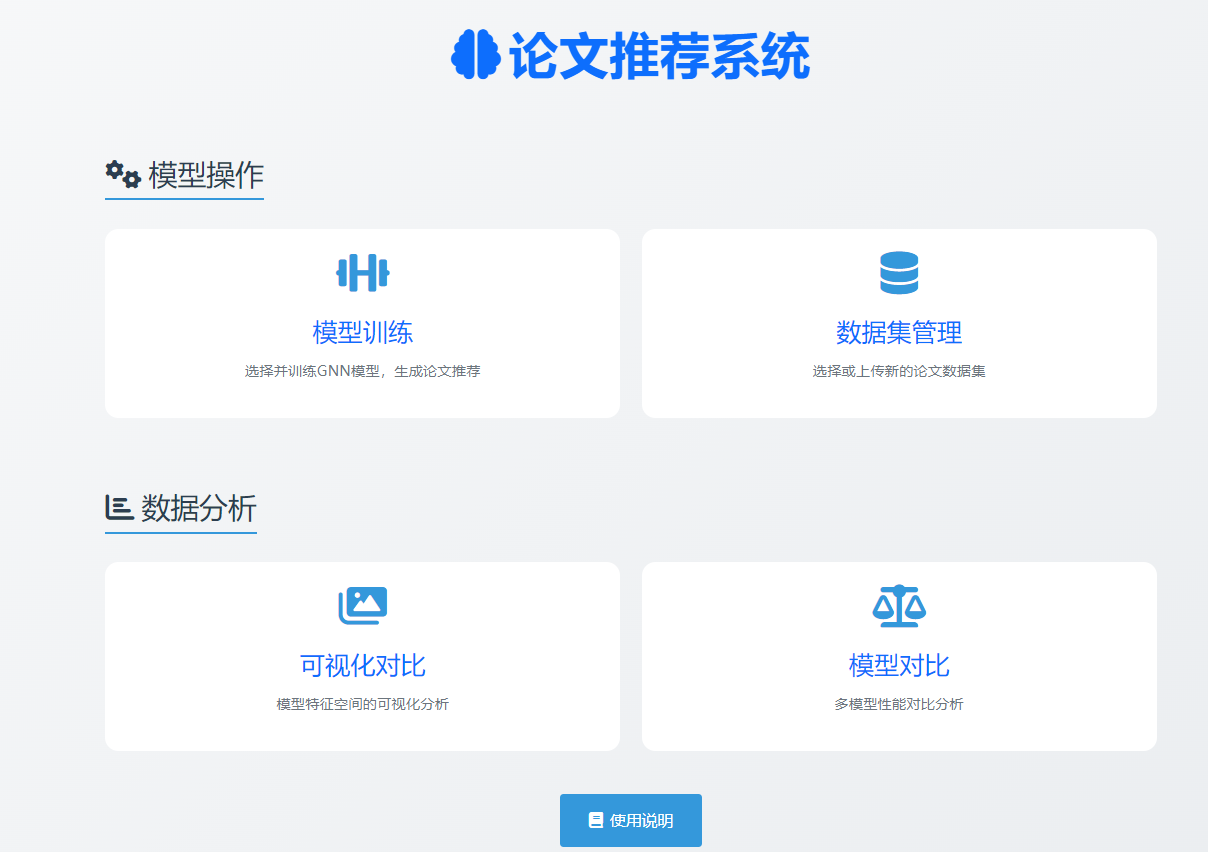 论文推荐系统
模型操作
模型训练
选择并训练GNN模型，生成论文推荐
数据集管理
选择或上传新的论文数据集
数据分析
可视化对比
模型特征空间的可视化分析
模型对比
多模型性能对比分析
使用说明